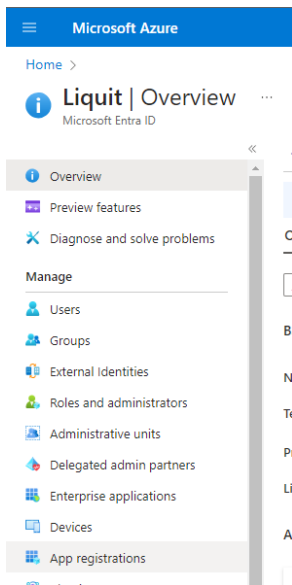 Microsoft Azure
Home >
Liquit | Overview ...
Microsoft Entra ID
«
Overview
Preview features
Diagnose and solve problems
Manage
Users
Groups
External Identities
Roles and administrators
Administrative units
Delegated admin partners
Enterprise applications
Devices
App registrations